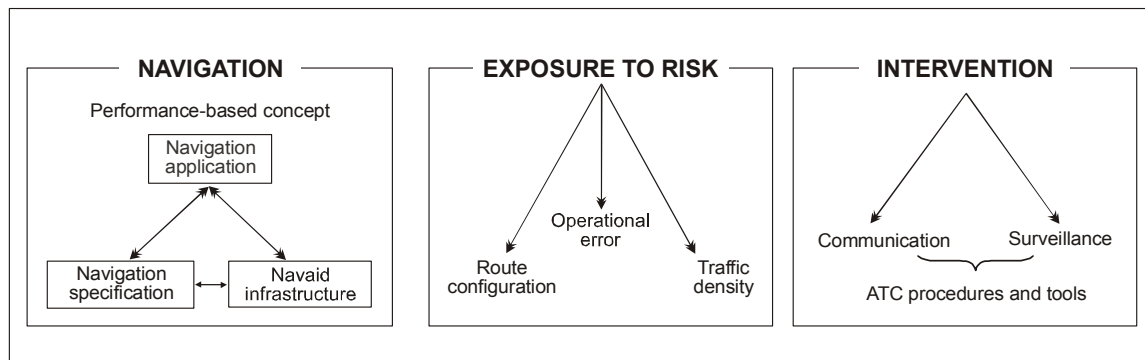 NAVIGATION
Performance-based concept
Navigation
application
Navigation
specification
Navaid
infrastructure
EXPOSURE TO RISK
Operational
error
Route
configuration
Traffic
density
INTERVENTION
Communication
Surveillance
ATC procedures and tools